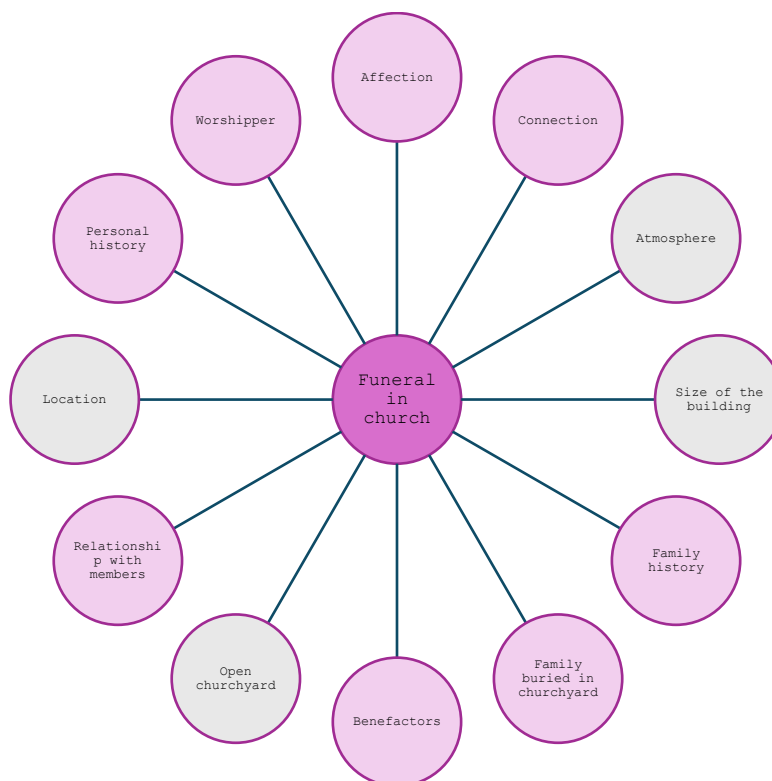 Affection
Worshipper
Connection
Personal
history
Atmosphere
Funeral
in
church
Location
Size of the
building
Relationshi
p with
members
Family
history
Open
churchyard
Family
buried in
churchyard
Benefactors